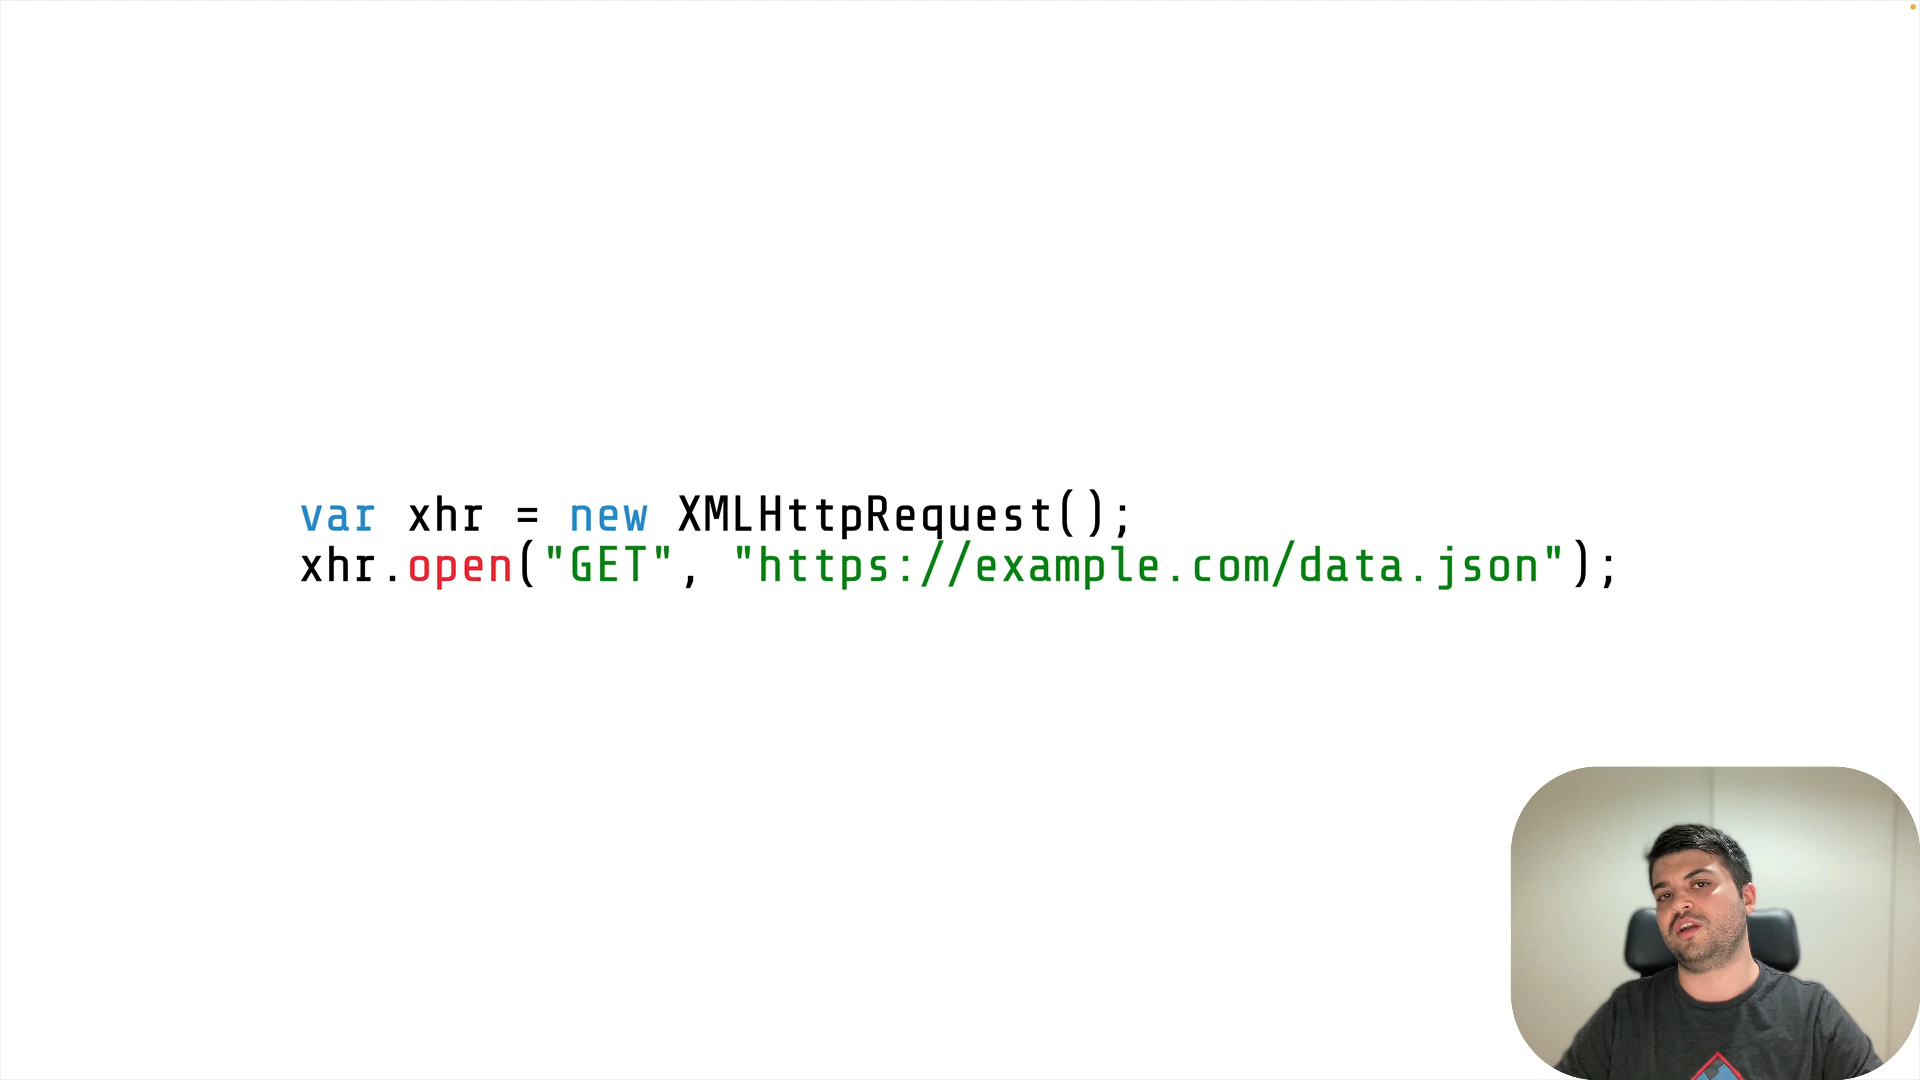 var xhr = new XMLHttpRequest();
xhr.open("GET", "https://example.com/data.json");